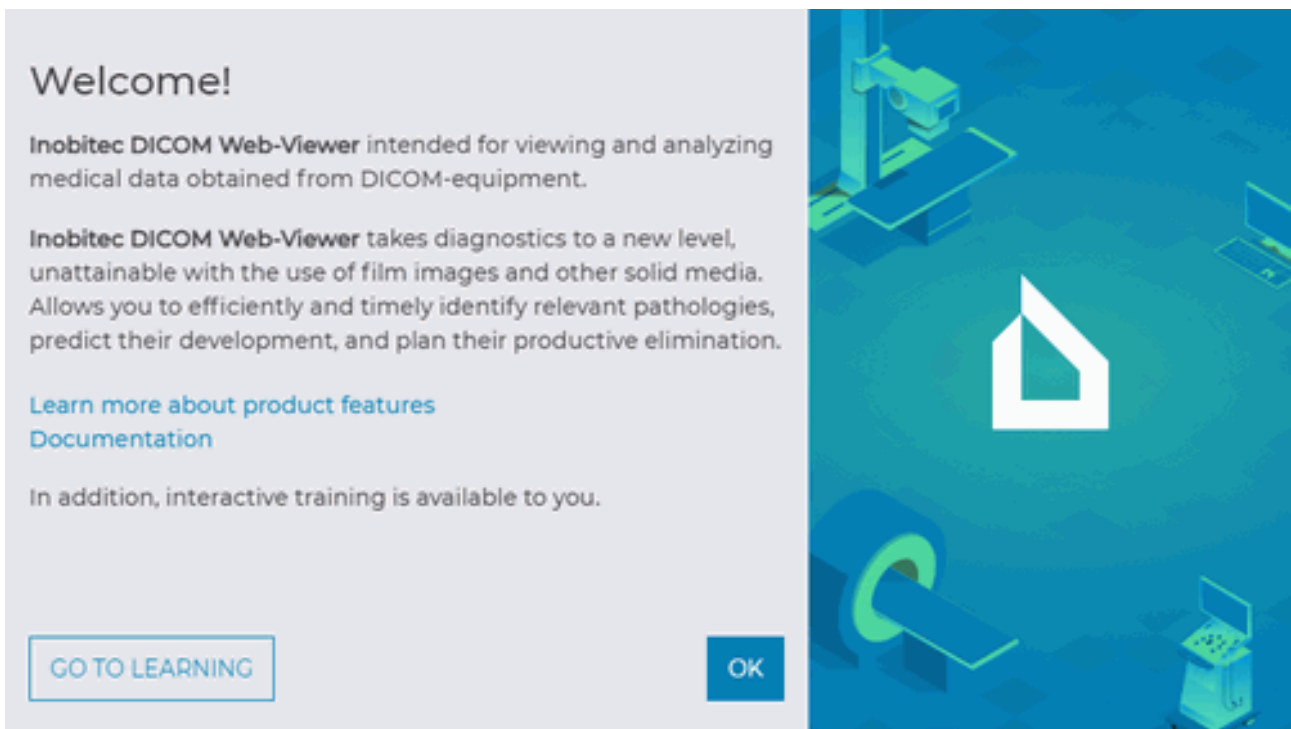 Welcome!
Inobitec DICOM Web-Viewer intended for viewing and analyzing
medical data obtained from DICOM-equipment.
Inobitec DICOM Web-Viewer takes diagnostics to a new level,
unattainable with the use of film images and other solid media.
Allows you to efficiently and timely identify relevant pathologies,
predict their development, and plan their productive elimination.
Learn more about product features
Documentation
In addition, interactive training is available to you.
GO TO LEARNING
OK